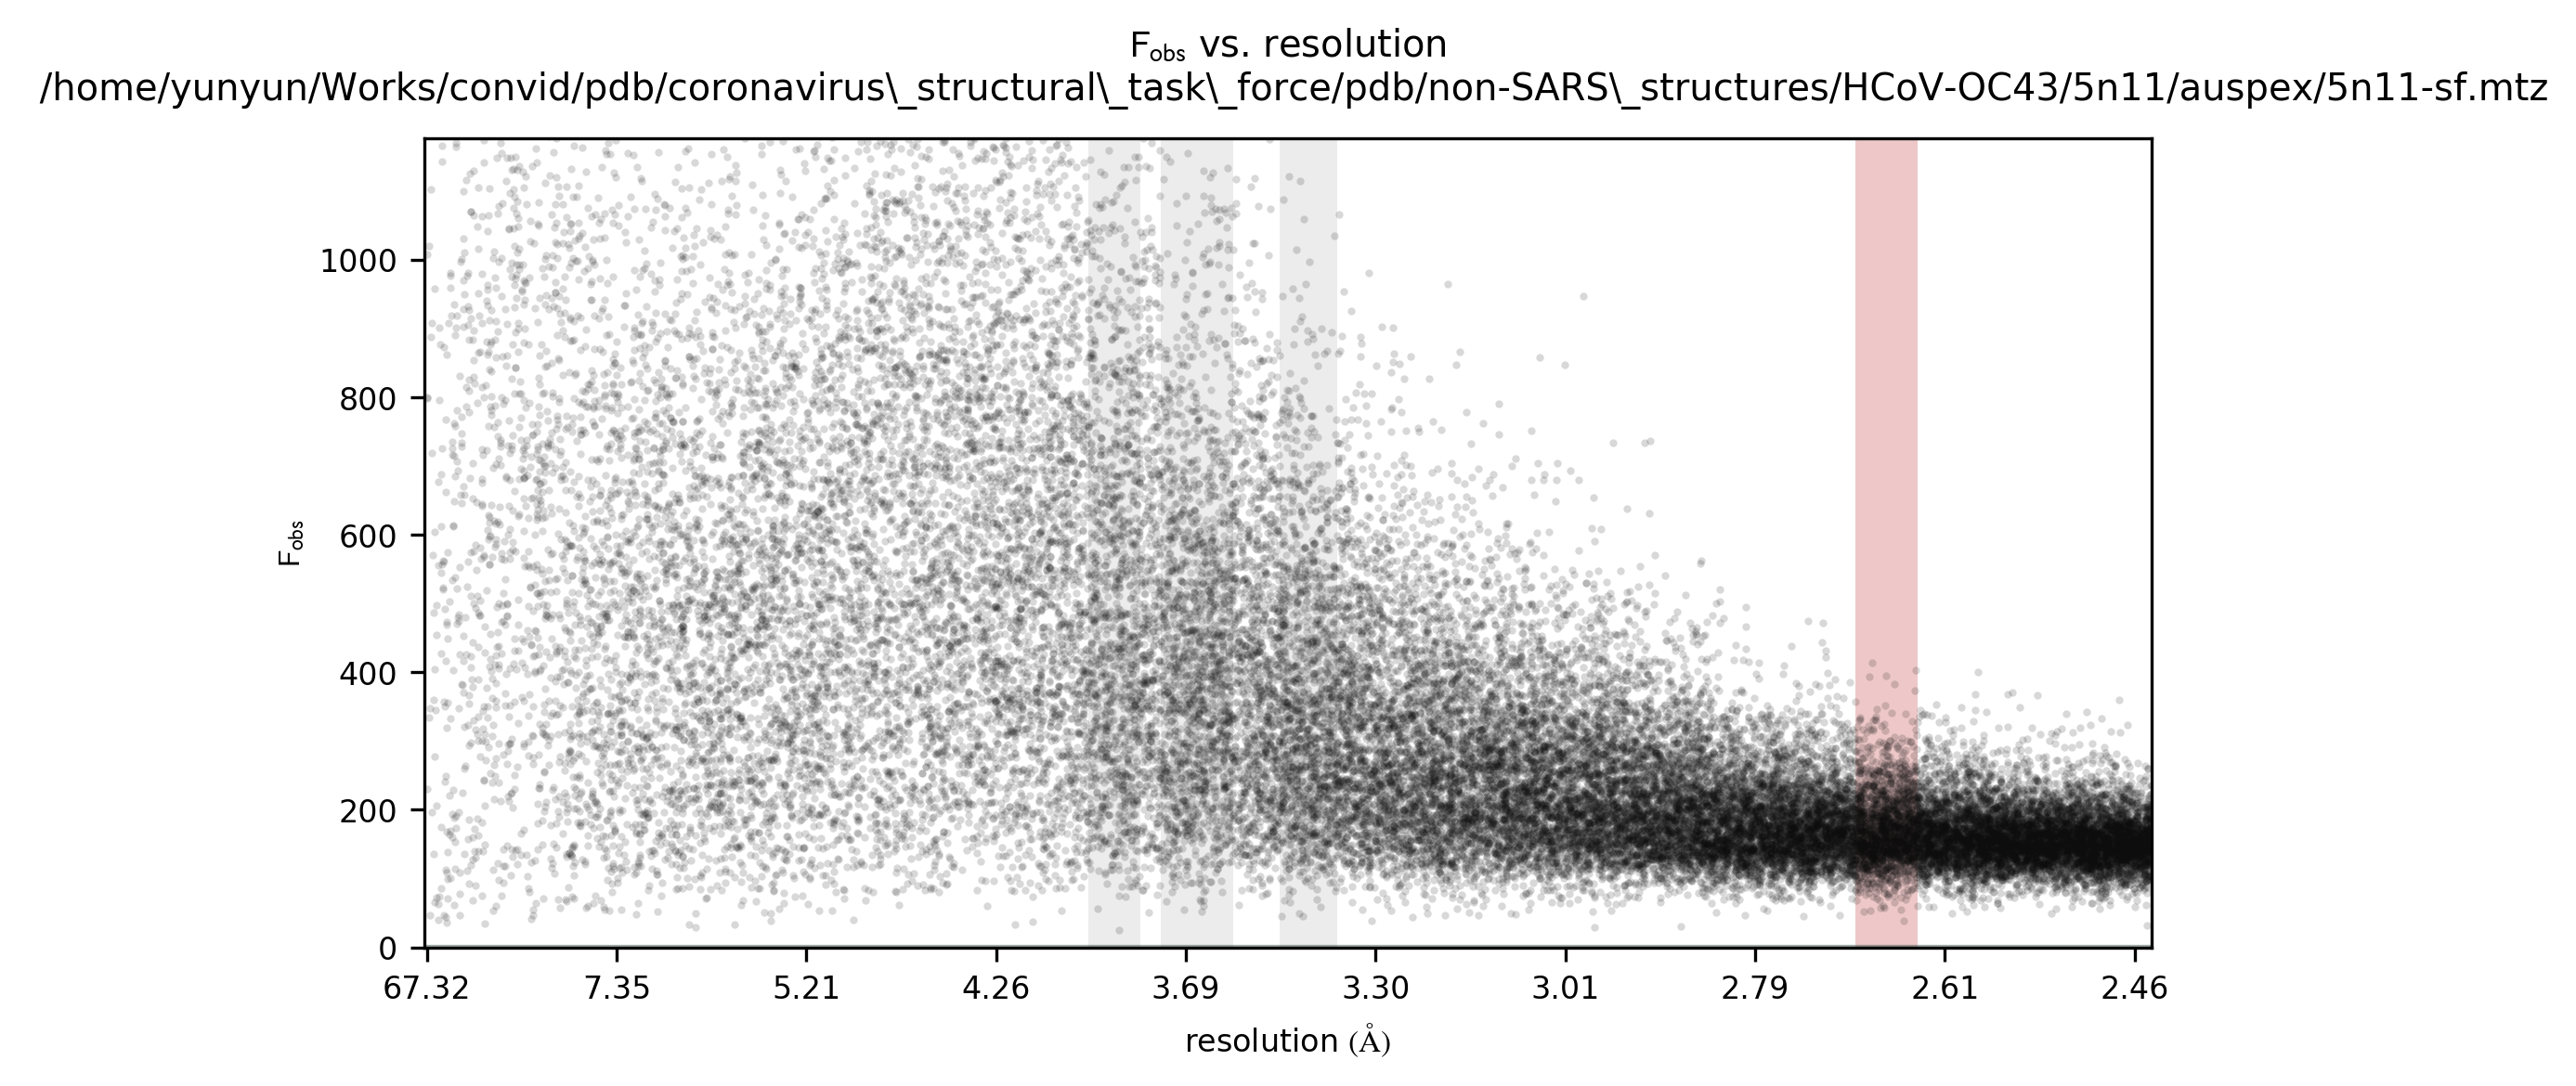 F_obs vs. resolution
/home/yunyun/Works/convid/pdb/coronavirus\_structural\_task\_force/pdb/non-SARS\_structures/HCoV-OC43/5n11/auspex/5n11-sf.mtz
1000
800
600
400
200
0
F_obs
67.32 7.35 5.21 4.26 3.69 3.30 3.01 2.79 2.61 2.46
resolution (Å)